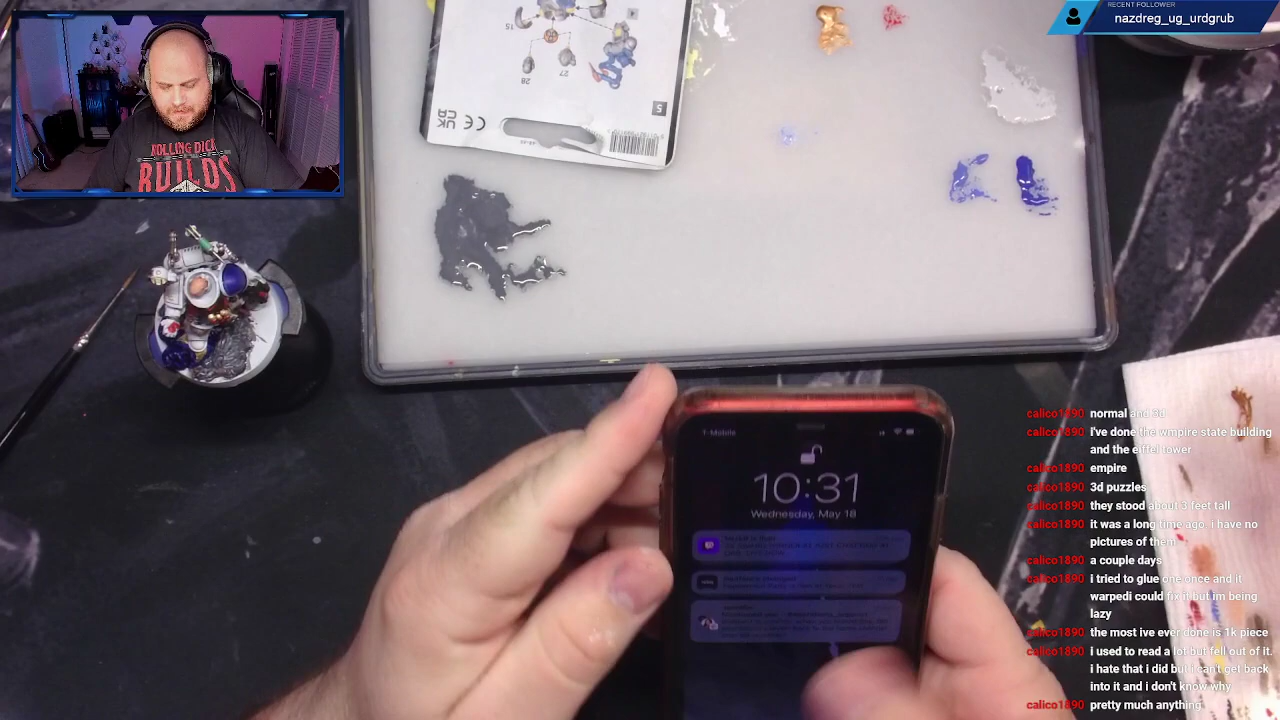 RECENT FOLLOWER
nazdreg_ug_urdgrub
ROLLING DICK
BUILDS
15
28
27
5
CE
T-Mobile
10:31
Wednesday, May 18
calico1890 normal and 3d
calico1890 i've done the wmpire state building
and the eiffel tower
calico1890 empire
calico1890 3d puzzles
calico1890 they stood about 3 feet tall
calico1890 it was a long time ago. i have no
pictures of them
calico1890 a couple days
calico1890 i tried to glue one once and it
warpedi could fix it but im being
lazy
calico1890 the most ive ever done is 1k piece
calico1890 i used to read a lot but fell out of it.
i hate that i did but i can't get back
into it and i don't know why
calico1890 pretty much anything